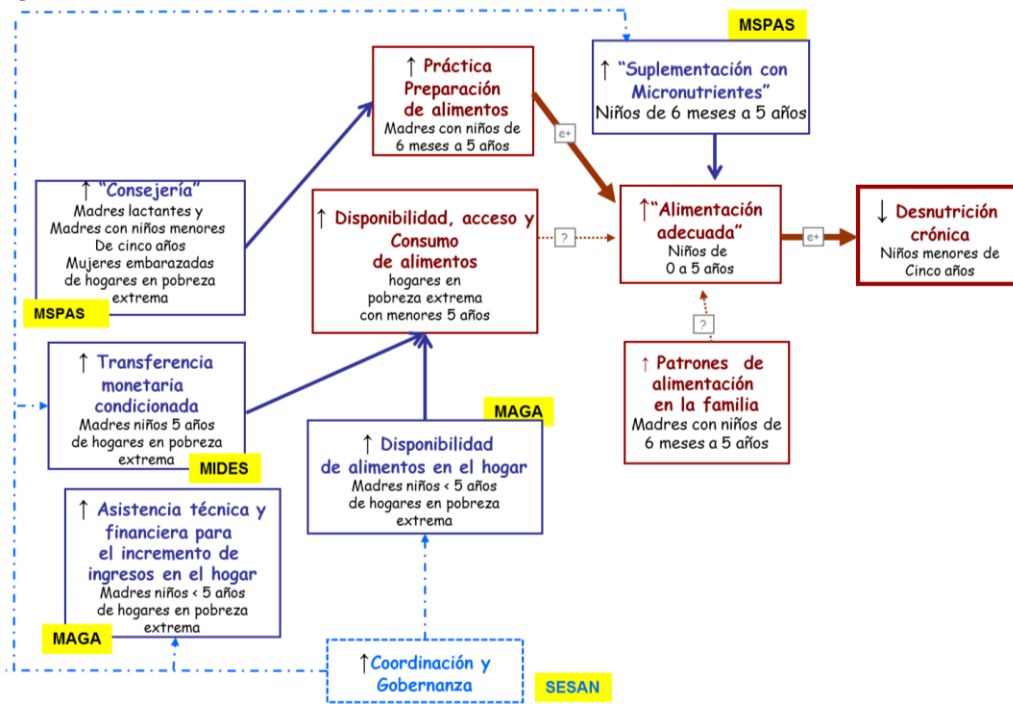 MSPAS
↑ Práctica
Preparación
de alimentos
Madres con niños de
6 meses a 5 años
↑ “Suplementación con
Micronutrientes”
Niños de 6 meses a 5 años
e+
↑ “Consejería”
Madres lactantes y
Madres con niños menores
De cinco años
Mujeres embarazadas
de hogares en pobreza
extrema
MSPAS
↑ Disponibilidad, acceso y
Consumo
de alimentos
hogares en
pobreza extrema
con menores 5 años
?
↑“Alimentación
adecuada”
Niños de
0 a 5 años
e+
↓ Desnutrición
crónica
Niños menores de
Cinco años
?
↑ Transferencia
monetaria
condicionada
Madres niños 5 años
de hogares en pobreza
extrema
MIDES
↑ Patrones de
alimentación
en la familia
Madres con niños de
6 meses a 5 años
MAGA
↑ Disponibilidad
de alimentos en el hogar
Madres niños < 5 años
de hogares en pobreza
extrema
↑ Asistencia técnica y
financiera para
el incremento de
ingresos en el hogar
Madres niños < 5 años
de hogares en pobreza
extrema
MAGA
↑Coordinación y
Gobernanza
SESAN